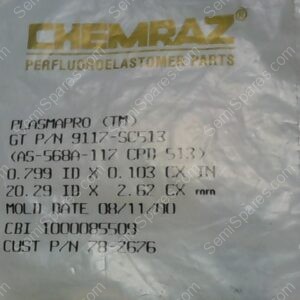 CHEMRAZ®
PERFLUOROELASTOMER PARTS
PLASMAPRO (TM)
GT P/N 9117-SC513
(AS-568A-117 CPD 513)
0.799 ID X 0.103 CX IN
20.29 ID X 2.62 CX
MOLD DATE 08/11/00
CBI 1000085509
CUST P/N 78-2676